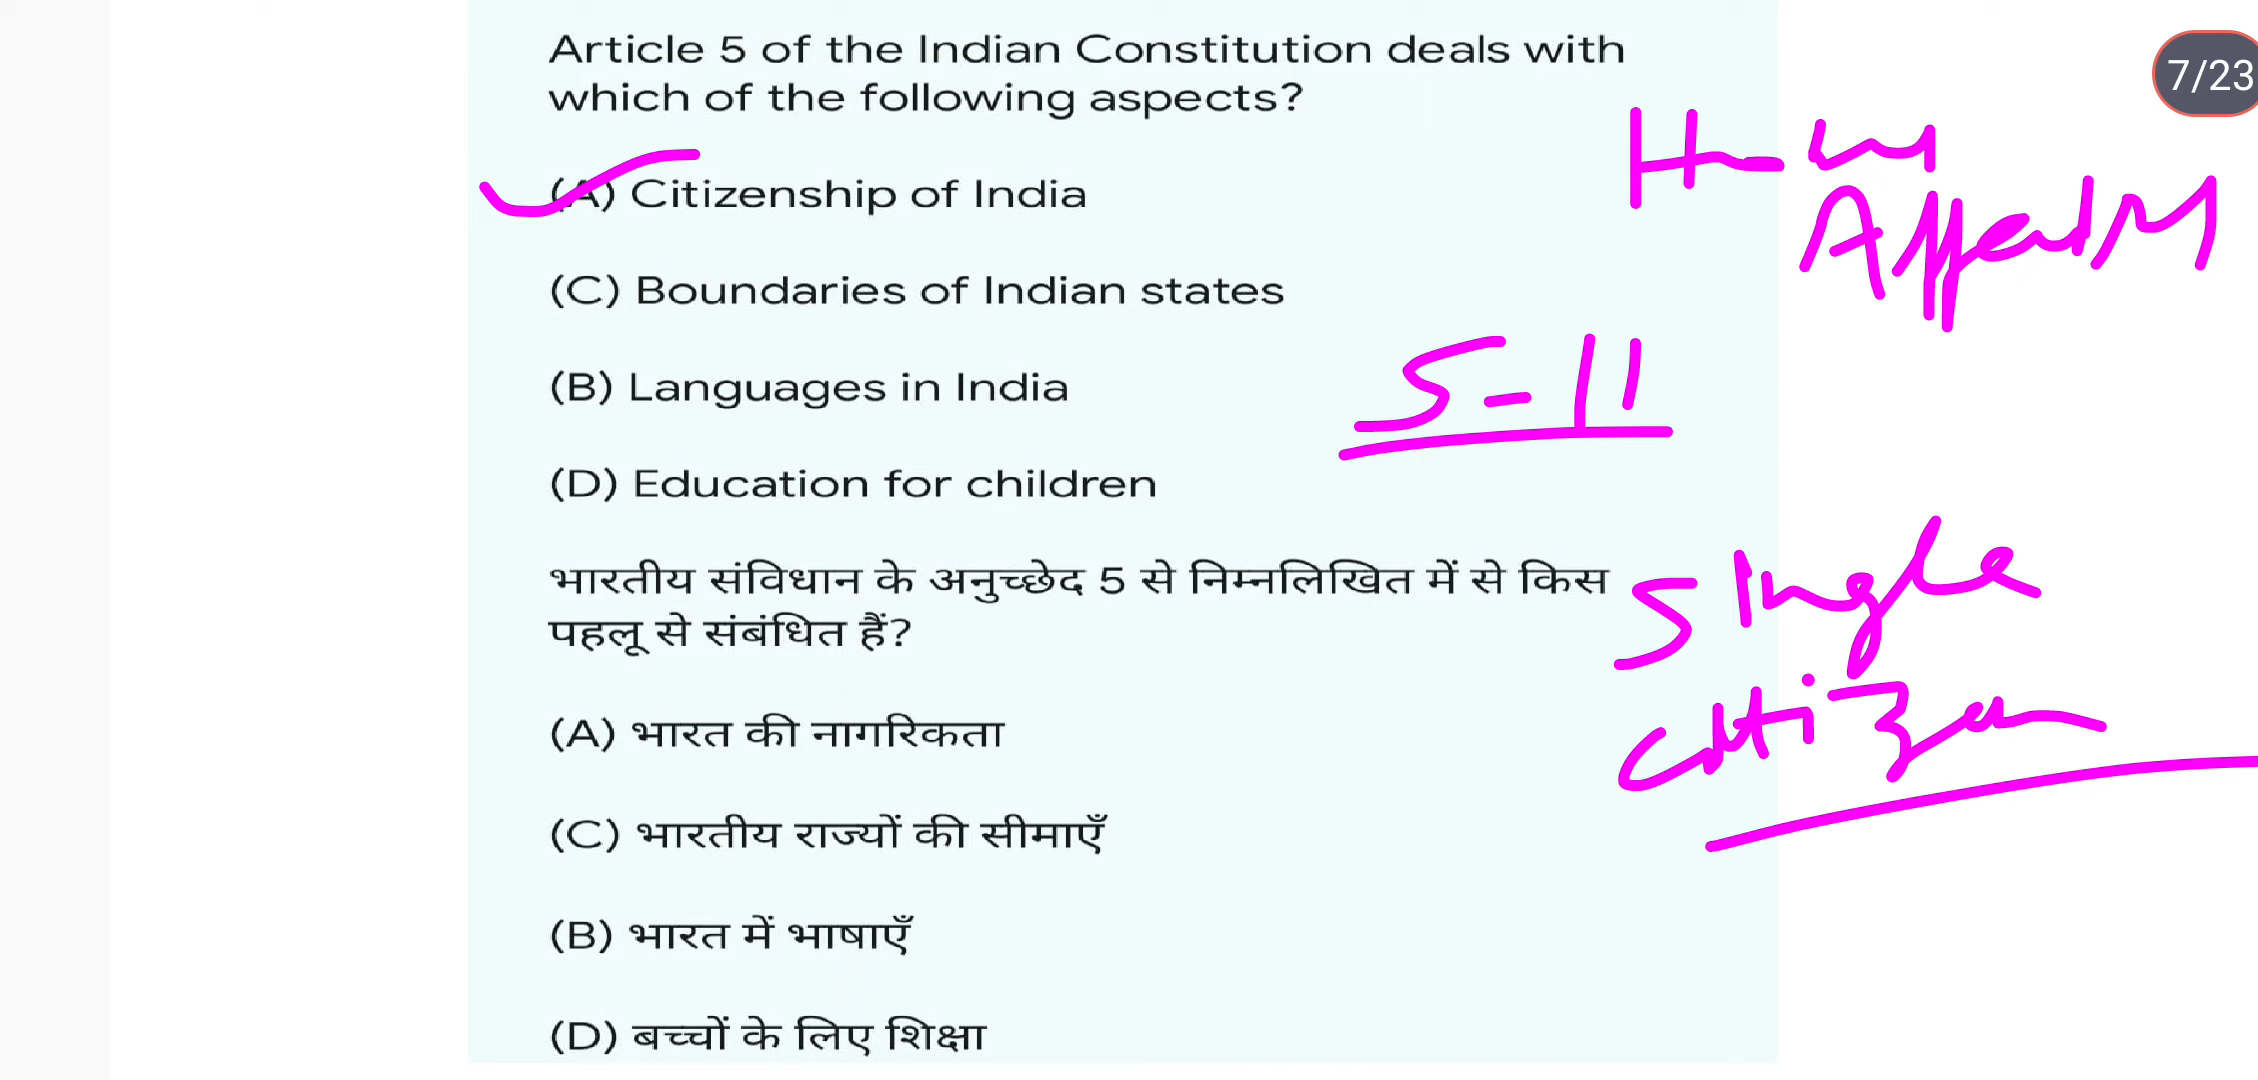 Article 5 of the Indian Constitution deals with
which of the following aspects?
7/23
(A) Citizenship of India
Affairs
(C) Boundaries of Indian states
(B) Languages in India
5-11
(D) Education for children
भारतीय संविधान के अनुच्छेद 5 से निम्नलिखित में से किस
पहलू से संबंधित हैं?
Single
Citizen
(A) भारत की नागरिकता
(C) भारतीय राज्यों की सीमाएँ
(B) भारत में भाषाएँ
(D) बच्चों के लिए शिक्षा